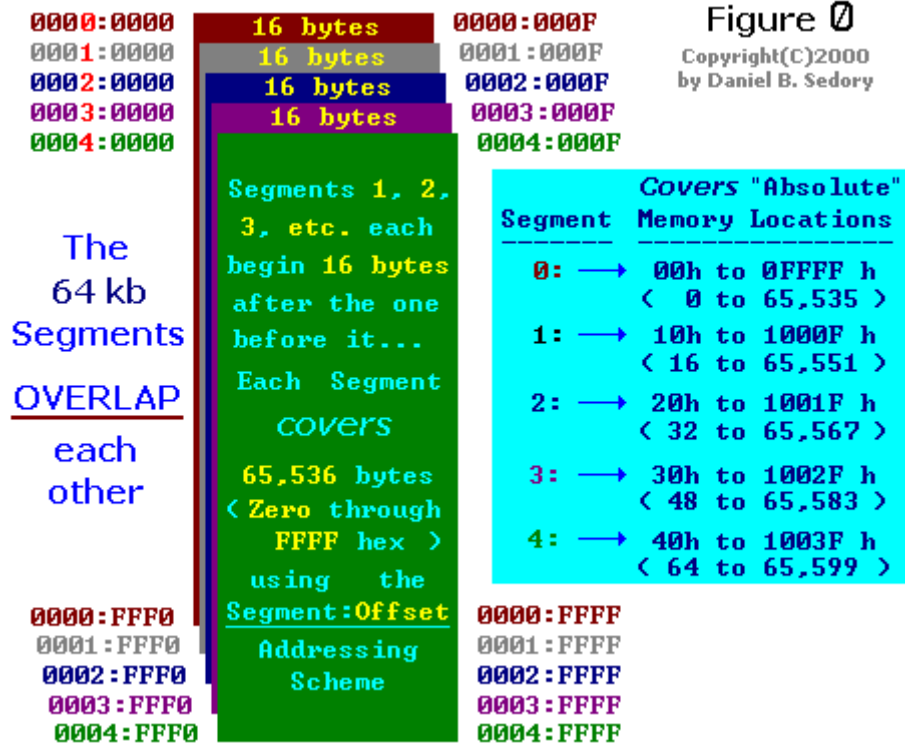 0000:0000 16 bytes 0000:000F
0001:0000 16 bytes 0001:000F
0002:0000 16 bytes 0002:000F
0003:0000 16 bytes 0003:000F
0004:0000 0004:000F
Figure 0
Copyright(C)2000
by Daniel B. Sedory
The
64 kb
Segments
OVERLAP
each
other
Segments 1, 2,
3, etc. each
begin 16 bytes
after the one
before it...
Each Segment
covers
65,536 bytes
( Zero through
FFFF hex )
using the
Segment:Offset
Addressing
Scheme
Covers "Absolute"
Segment Memory Locations
------- ----------------
0: → 00h to 0FFFF h
( 0 to 65,535 )
1: → 10h to 1000F h
( 16 to 65,551 )
2: → 20h to 1001F h
( 32 to 65,567 )
3: → 30h to 1002F h
( 48 to 65,583 )
4: → 40h to 1003F h
( 64 to 65,599 )
0000:FFF0 0000:FFFF
0001:FFF0 0001:FFFF
0002:FFF0 0002:FFFF
0003:FFF0 0003:FFFF
0004:FFF0 0004:FFFF